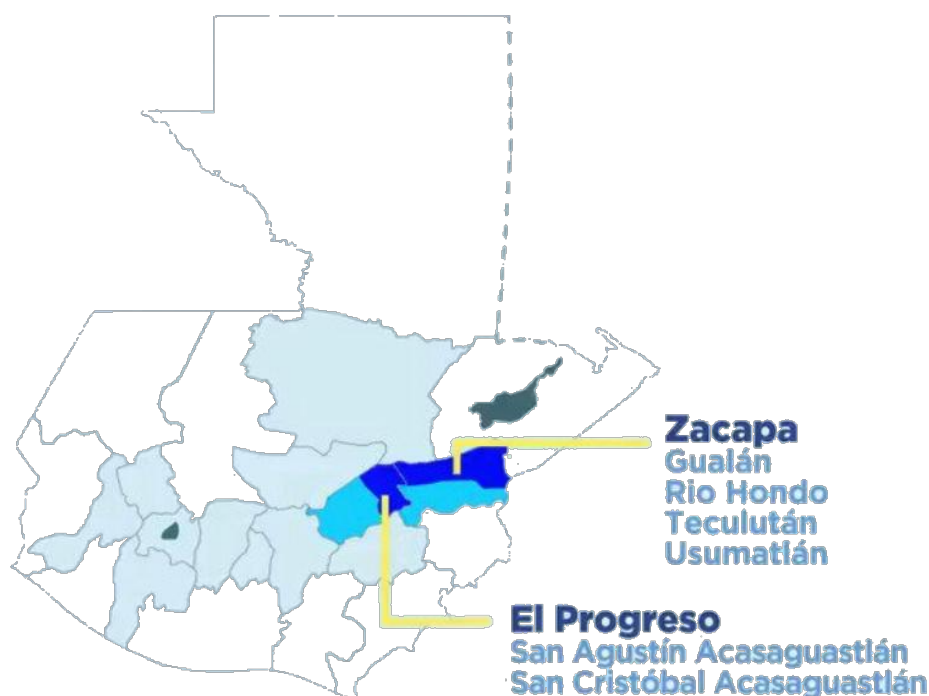 Zacapa
Gualán
Rio Hondo
Teculután
Usumatlán
El Progreso
San Agustín Acasaguastlán
San Cristóbal Acasaguastlán